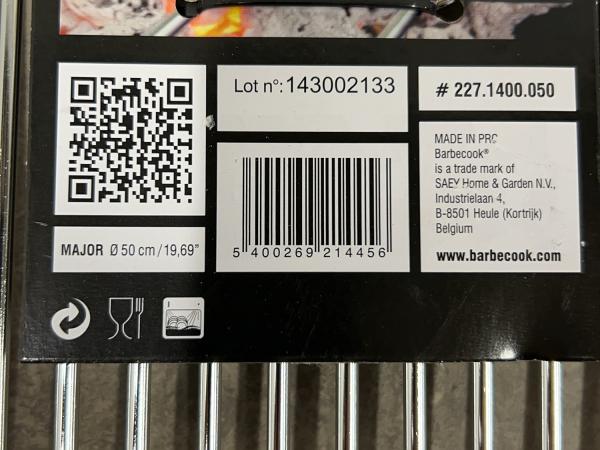 Lot n°: 143002133
# 227.1400.050
MADE IN PRC
Barbecook®
is a trade mark of
SAEY Home & Garden N.V.,
Industrielaan 4,
B-8501 Heule (Kortrijk)
Belgium
www.barbecook.com
MAJOR Ø 50 cm / 19,69”
5 400269 214456